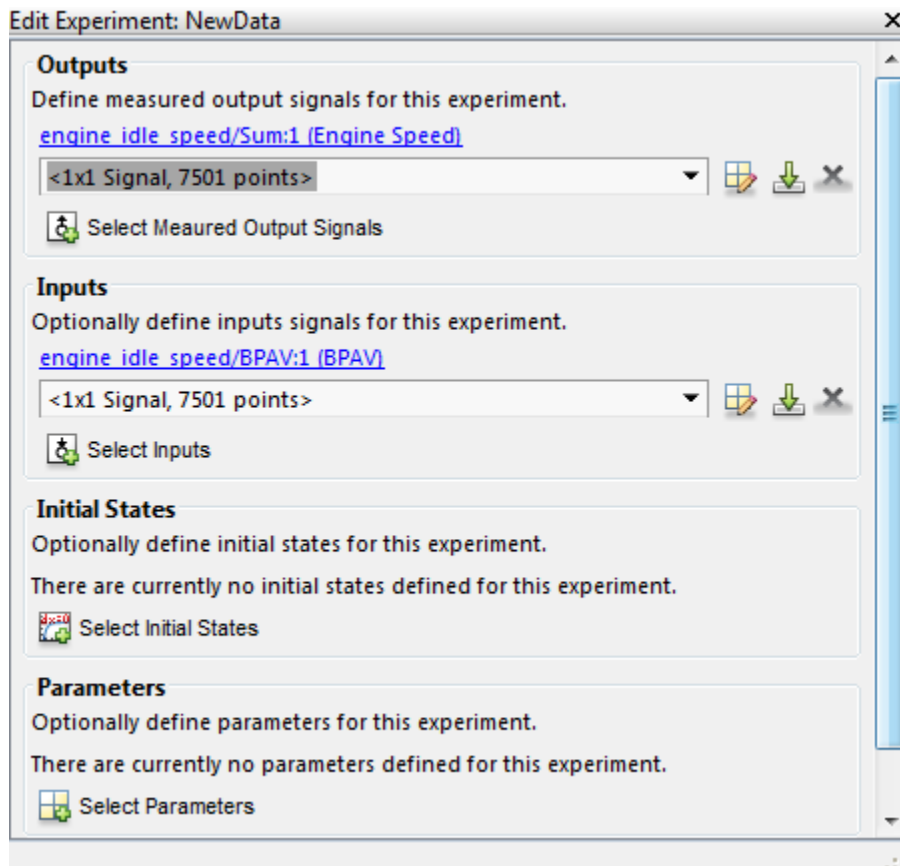 Edit Experiment: NewData
Outputs
Define measured output signals for this experiment.
engine_idle_speed/Sum:1 (Engine Speed)
<1x1 Signal, 7501 points>
Select Meaured Output Signals
Inputs
Optionally define inputs signals for this experiment.
engine_idle_speed/BPAV:1 (BPAV)
<1x1 Signal, 7501 points>
Select Inputs
Initial States
Optionally define initial states for this experiment.
There are currently no initial states defined for this experiment.
Select Initial States
Parameters
Optionally define parameters for this experiment.
There are currently no parameters defined for this experiment.
Select Parameters